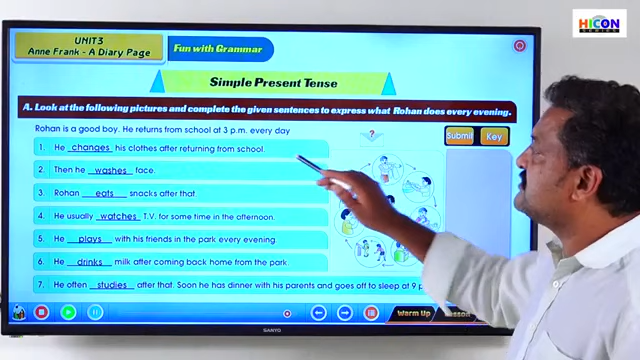 HICON
SERIES
UNIT3
Anne Frank - A Diary Page
Fun with Grammar
Simple Present Tense
A. Look at the following pictures and complete the given sentences to express what Rohan does every evening.
Rohan is a good boy. He returns from school at 3 p.m. every day
Submit
Key
?
1. He changes his clothes after returning from school.
2. Then he washes face.
3. Rohan eats snacks after that.
4. He usually watches T.V. for some time in the afternoon.
5. He plays with his friends in the park every evening.
6. He drinks milk after coming back home from the park.
7. He often studies after that. Soon he has dinner with his parents and goes off to sleep at 9 p
Warm Up
Lesson
SANYO